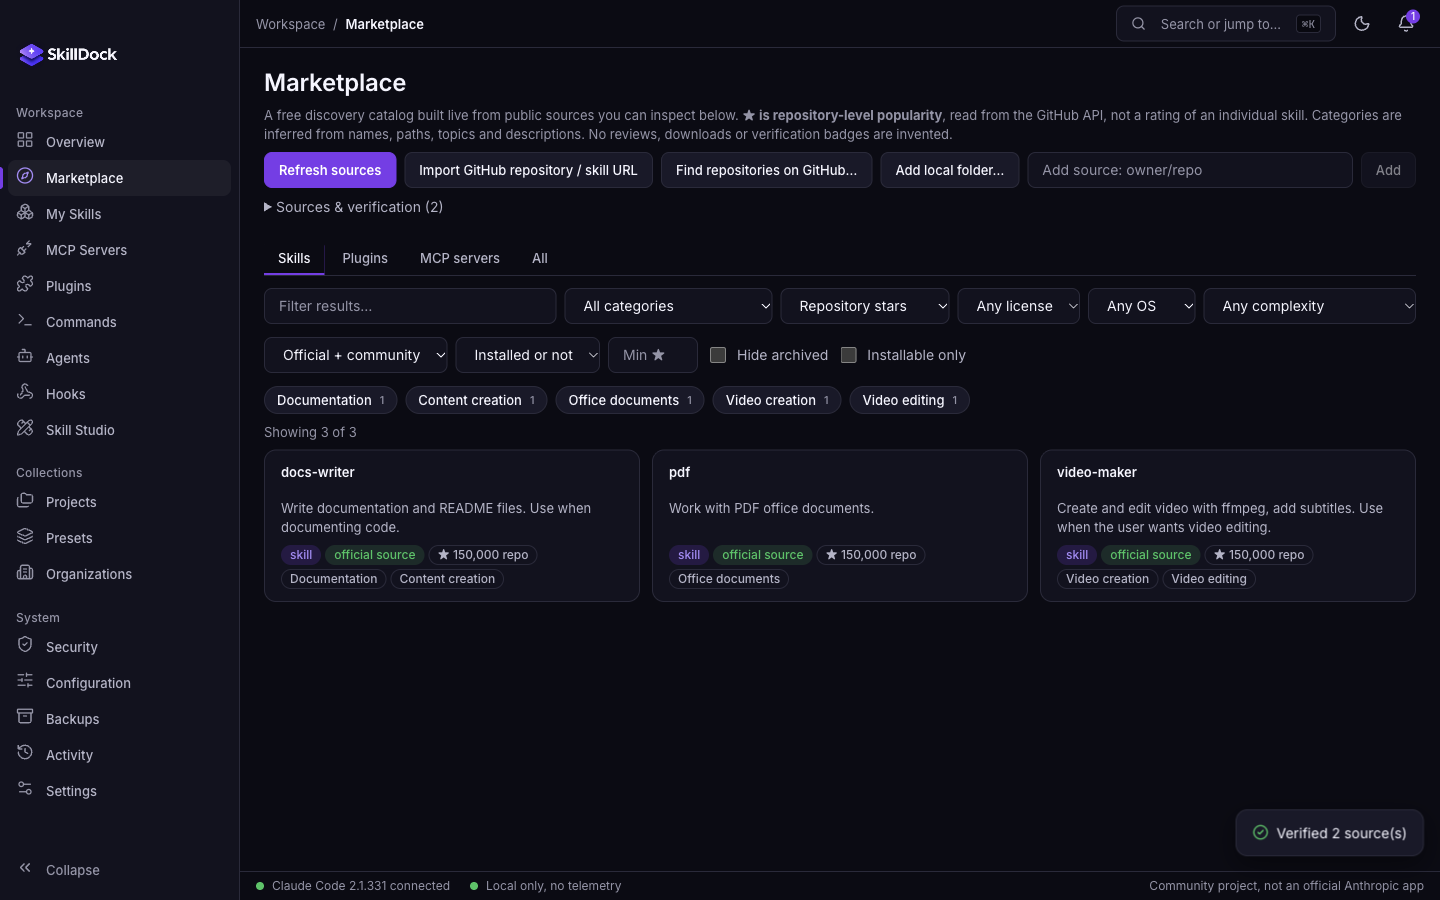 SkillDock
Workspace
Overview
Marketplace
My Skills
MCP Servers
Plugins
Commands
Agents
Hooks
Skill Studio
Collections
Projects
Presets
Organizations
System
Security
Configuration
Backups
Activity
Settings
Collapse
Workspace / Marketplace
Search or jump to... ⌘K
1
Marketplace
A free discovery catalog built live from public sources you can inspect below. ★ is repository-level popularity, read from the GitHub API, not a rating of an individual skill. Categories are
inferred from names, paths, topics and descriptions. No reviews, downloads or verification badges are invented.
Refresh sources Import GitHub repository / skill URL Find repositories on GitHub... Add local folder... Add source: owner/repo Add
▶ Sources & verification (2)
Skills Plugins MCP servers All
Filter results... All categories Repository stars Any license Any OS Any complexity
Official + community Installed or not Min ★ Hide archived Installable only
Documentation 1 Content creation 1 Office documents 1 Video creation 1 Video editing 1
Showing 3 of 3
docs-writer
Write documentation and README files. Use when
documenting code.
skill official source ★ 150,000 repo
Documentation Content creation
pdf
Work with PDF office documents.
skill official source ★ 150,000 repo
Office documents
video-maker
Create and edit video with ffmpeg, add subtitles. Use
when the user wants video editing.
skill official source ★ 150,000 repo
Video creation Video editing
Verified 2 source(s)
Claude Code 2.1.331 connected Local only, no telemetry Community project, not an official Anthropic app